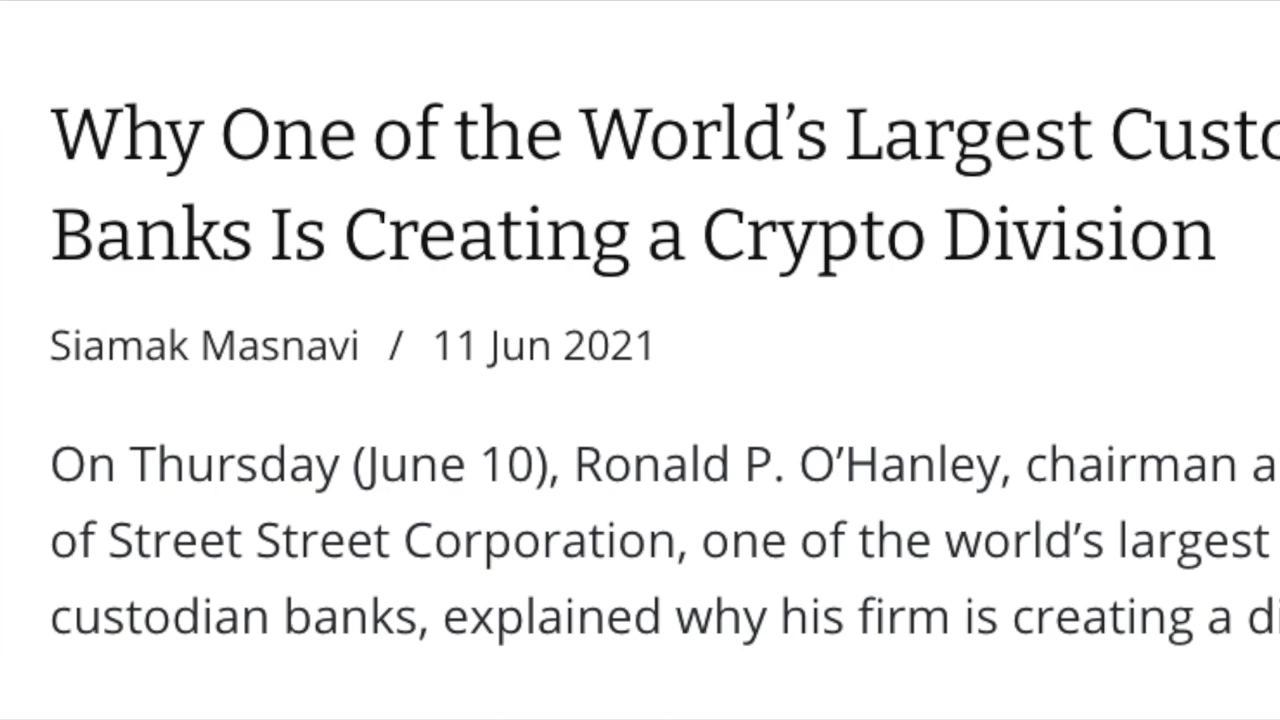 Why One of the World’s Largest Custo
Banks Is Creating a Crypto Division
Siamak Masnavi / 11 Jun 2021
On Thursday (June 10), Ronald P. O’Hanley, chairman a
of Street Street Corporation, one of the world’s largest
custodian banks, explained why his firm is creating a di